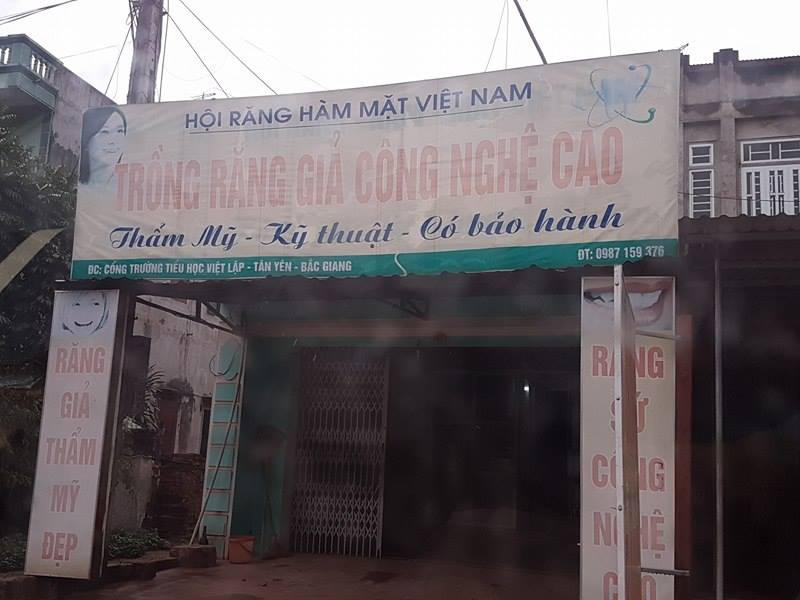 HỘI RĂNG HÀM MẶT VIỆT NAM
TRỒNG RĂNG GIẢ CÔNG NGHỆ CAO
Thẩm Mỹ - Kỹ thuật - Có bảo hành
ĐC: CỔNG TRƯỜNG TIỂU HỌC VIỆT LẬP - TÂN YÊN - BẮC GIANG
ĐT: 0987 159 376
RĂNG
GIẢ
THẨM
MỸ
ĐẸP
RĂNG
SỨ
CÔNG
NGHỆ
CAO